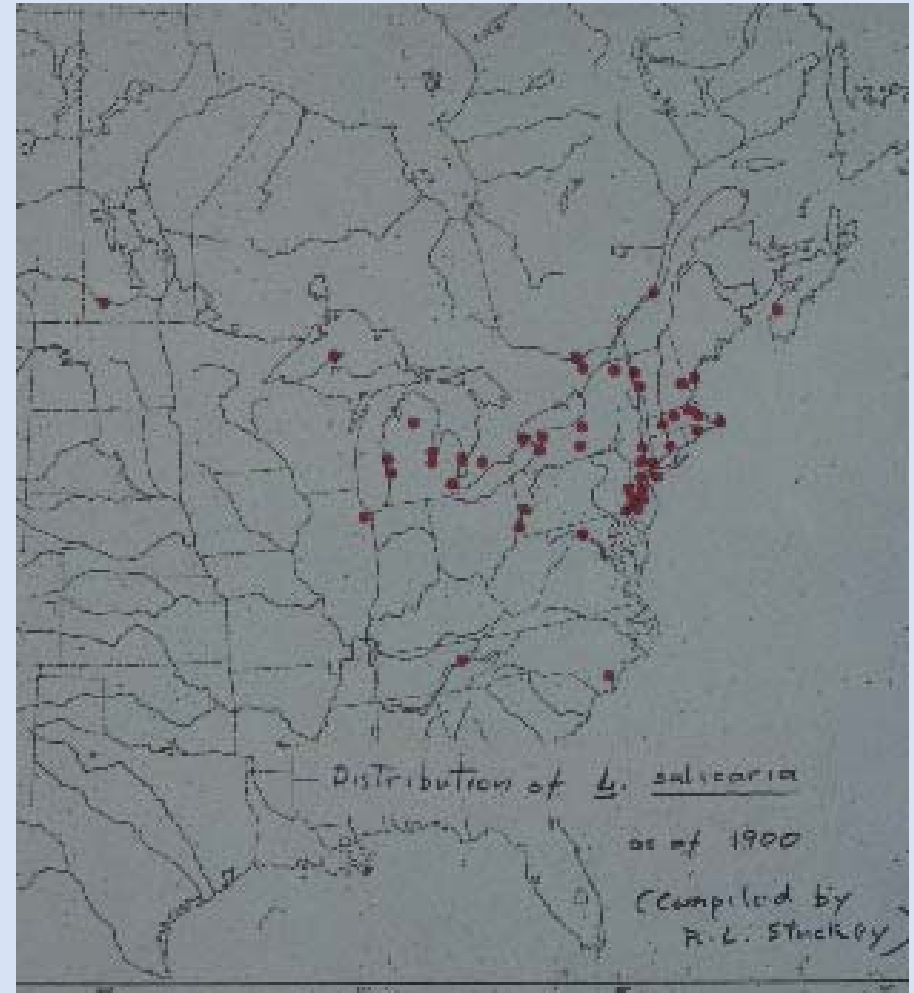 Distribution of L. salicaria
as of 1900
(Compiled by
R. L. Stuckey)